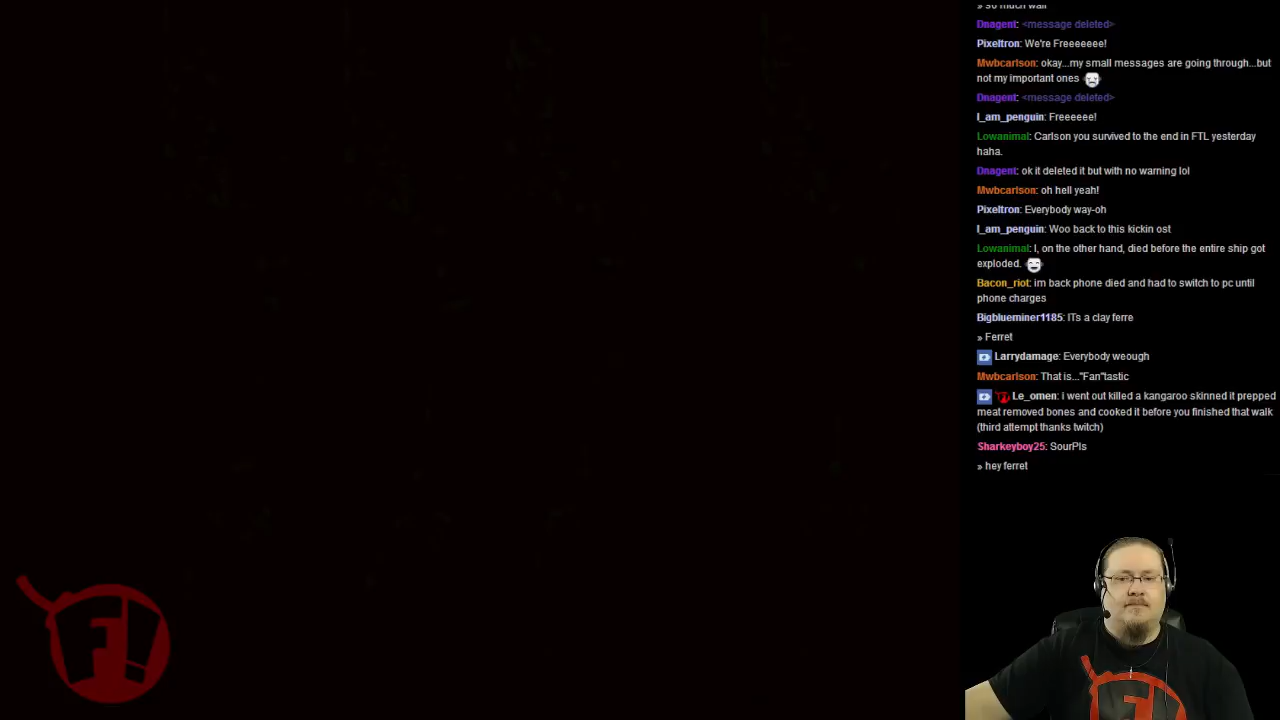 » so much wall
Dnagent: <message deleted>
Pixeltron: We're Freeeeeee!
Mwbcarlson: okay...my small messages are going through...but
not my important ones
Dnagent: <message deleted>
I_am_penguin: Freeeeee!
Lowanimal: Carlson you survived to the end in FTL yesterday
haha.
Dnagent: ok it deleted it but with no warning lol
Mwbcarlson: oh hell yeah!
Pixeltron: Everybody way-oh
I_am_penguin: Woo back to this kickin ost
Lowanimal: I, on the other hand, died before the entire ship got
exploded.
Bacon_riot: im back phone died and had to switch to pc until
phone charges
Bigblueminer1185: ITs a clay ferre
» Ferret
Larrydamage: Everybody weough
Mwbcarlson: That is..."Fan"tastic
Le_omen: i went out killed a kangaroo skinned it prepped
meat removed bones and cooked it before you finished that walk
(third attempt thanks twitch)
Sharkeyboy25: SourPls
» hey ferret